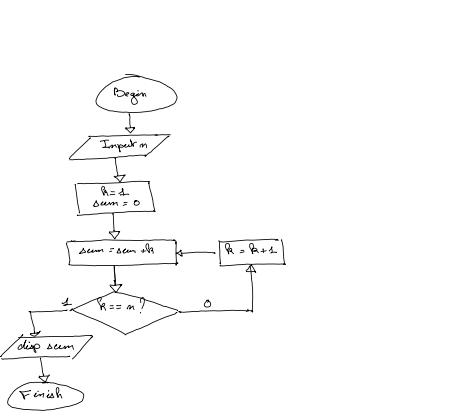 Begin
Input n
k=1
sum = 0
sum = sum + k
k = k+1
k == n?
1
0
disp sum
Finish